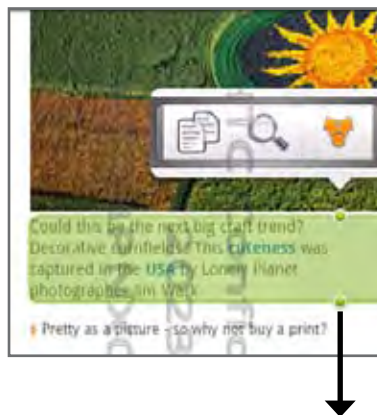 Could this be the next big craft trend?
Decorative cornfields? This cuteness was
captured in the USA by Lonely Planet
photographer Jim Wark
Pretty as a picture - so why not buy a print?